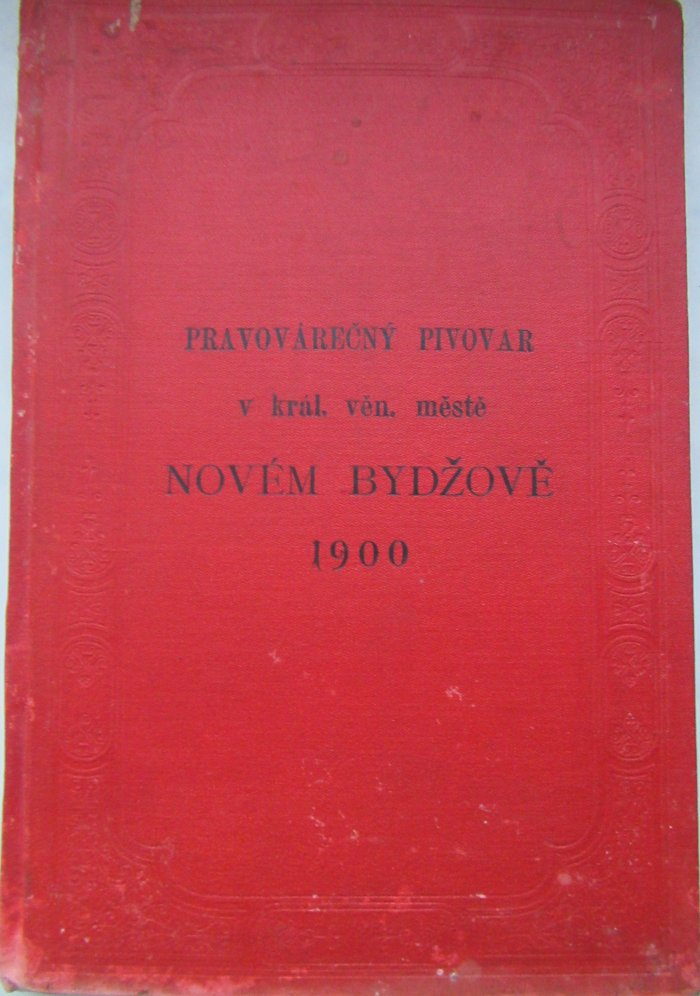 PRAVOVÁREČNÝ PIVOVAR
v král. věn. městě
NOVÉM BYDŽOVĚ
1900